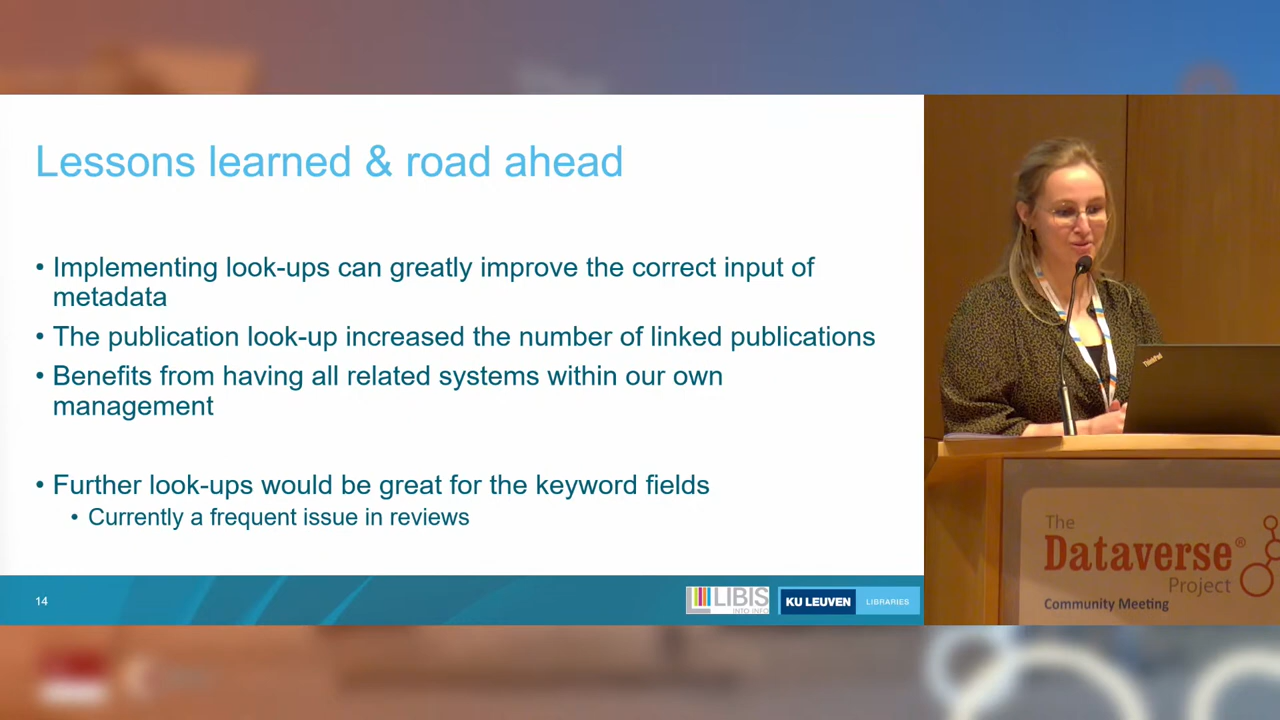 Lessons learned & road ahead
• Implementing look-ups can greatly improve the correct input of
metadata
• The publication look-up increased the number of linked publications
• Benefits from having all related systems within our own
management
• Further look-ups would be great for the keyword fields
• Currently a frequent issue in reviews
14
LIBIS
INTO INFO
KU LEUVEN
LIBRARIES
ThinkPad
The
Dataverse®
Project
Community Meeting